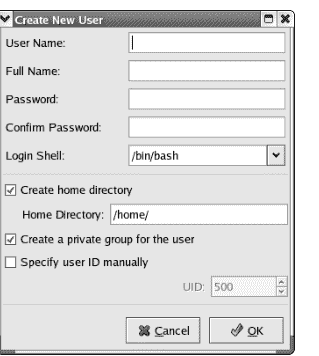 Create New User
User Name:
Full Name:
Password:
Confirm Password:
Login Shell: /bin/bash
Create home directory
Home Directory: /home/
Create a private group for the user
Specify user ID manually
UID: 500
Cancel OK